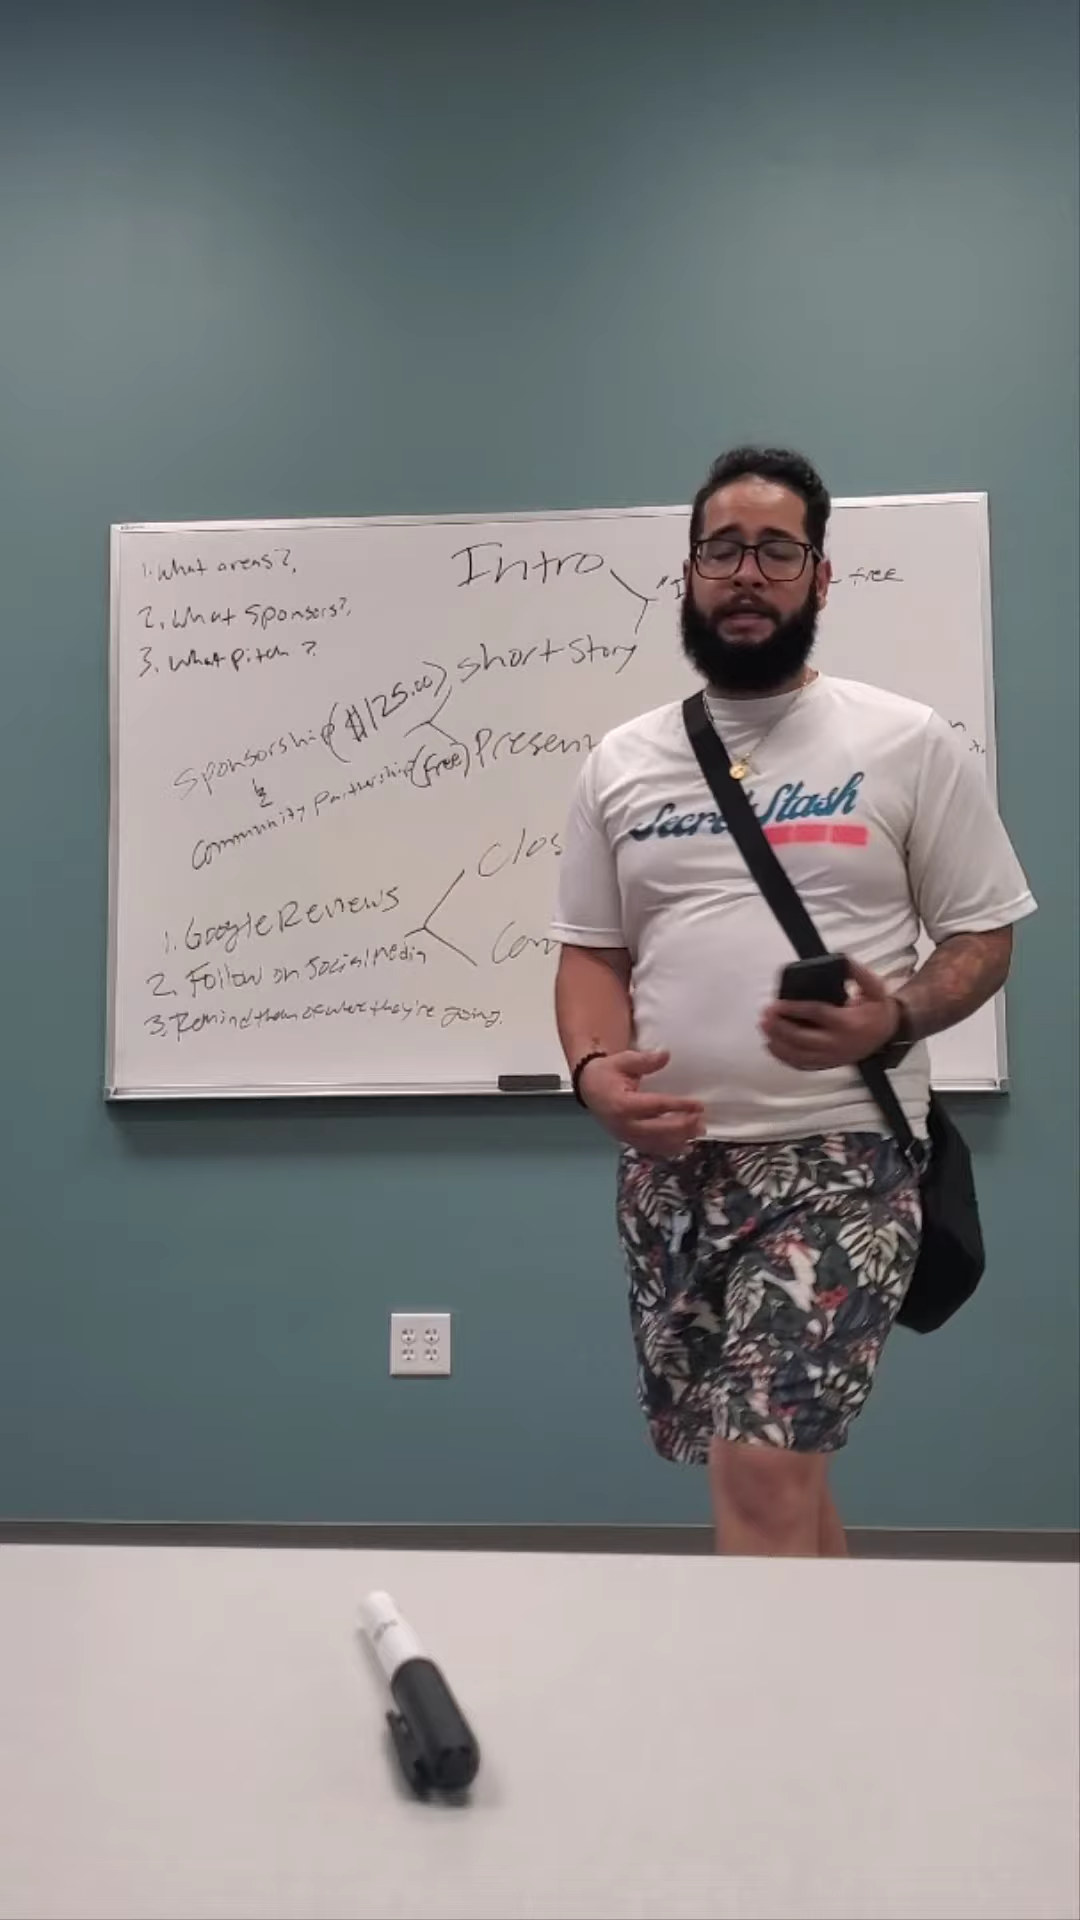 1. What areas?,
2. What Sponsors?,
3. What pitch?
Intro
"I
free
short story
Sponsorship ($125.00)
&
Community Partnership (free)
Presen
Clos
1. Google Reviews
2. Follow on Social Media
3. Remind them of where they're going.
Con
Secret Stash